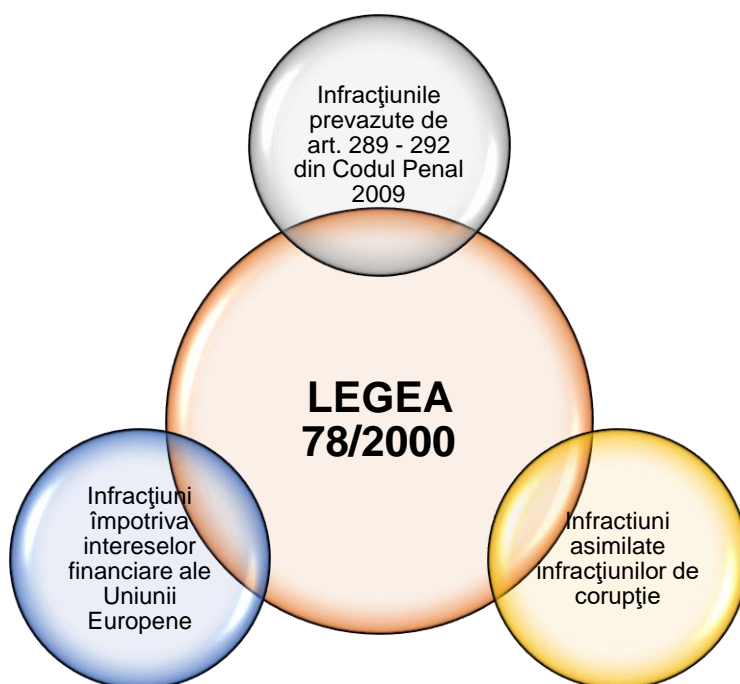 Infracţiunile
prevazute de
art. 289 - 292
din Codul Penal
2009
LEGEA
78/2000
Infracţiuni
împotriva
intereselor
financiare ale
Uniunii
Europene
Infractiuni
asimilate
infracţiunilor de
corupţie